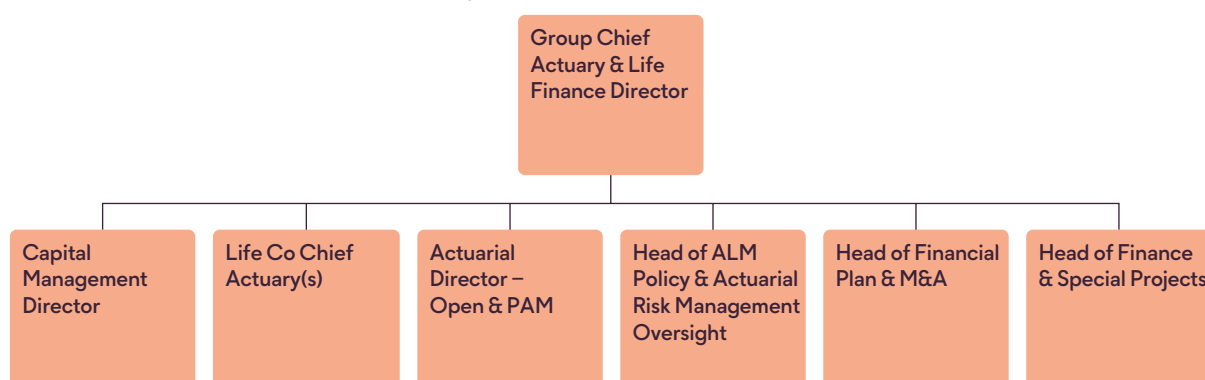 Group Chief
Actuary & Life
Finance Director
Capital
Management
Director
Life Co Chief
Actuary(s)
Actuarial
Director –
Open & PAM
Head of ALM
Policy & Actuarial
Risk Management
Oversight
Head of Financial
Plan & M&A
Head of Finance
& Special Projects